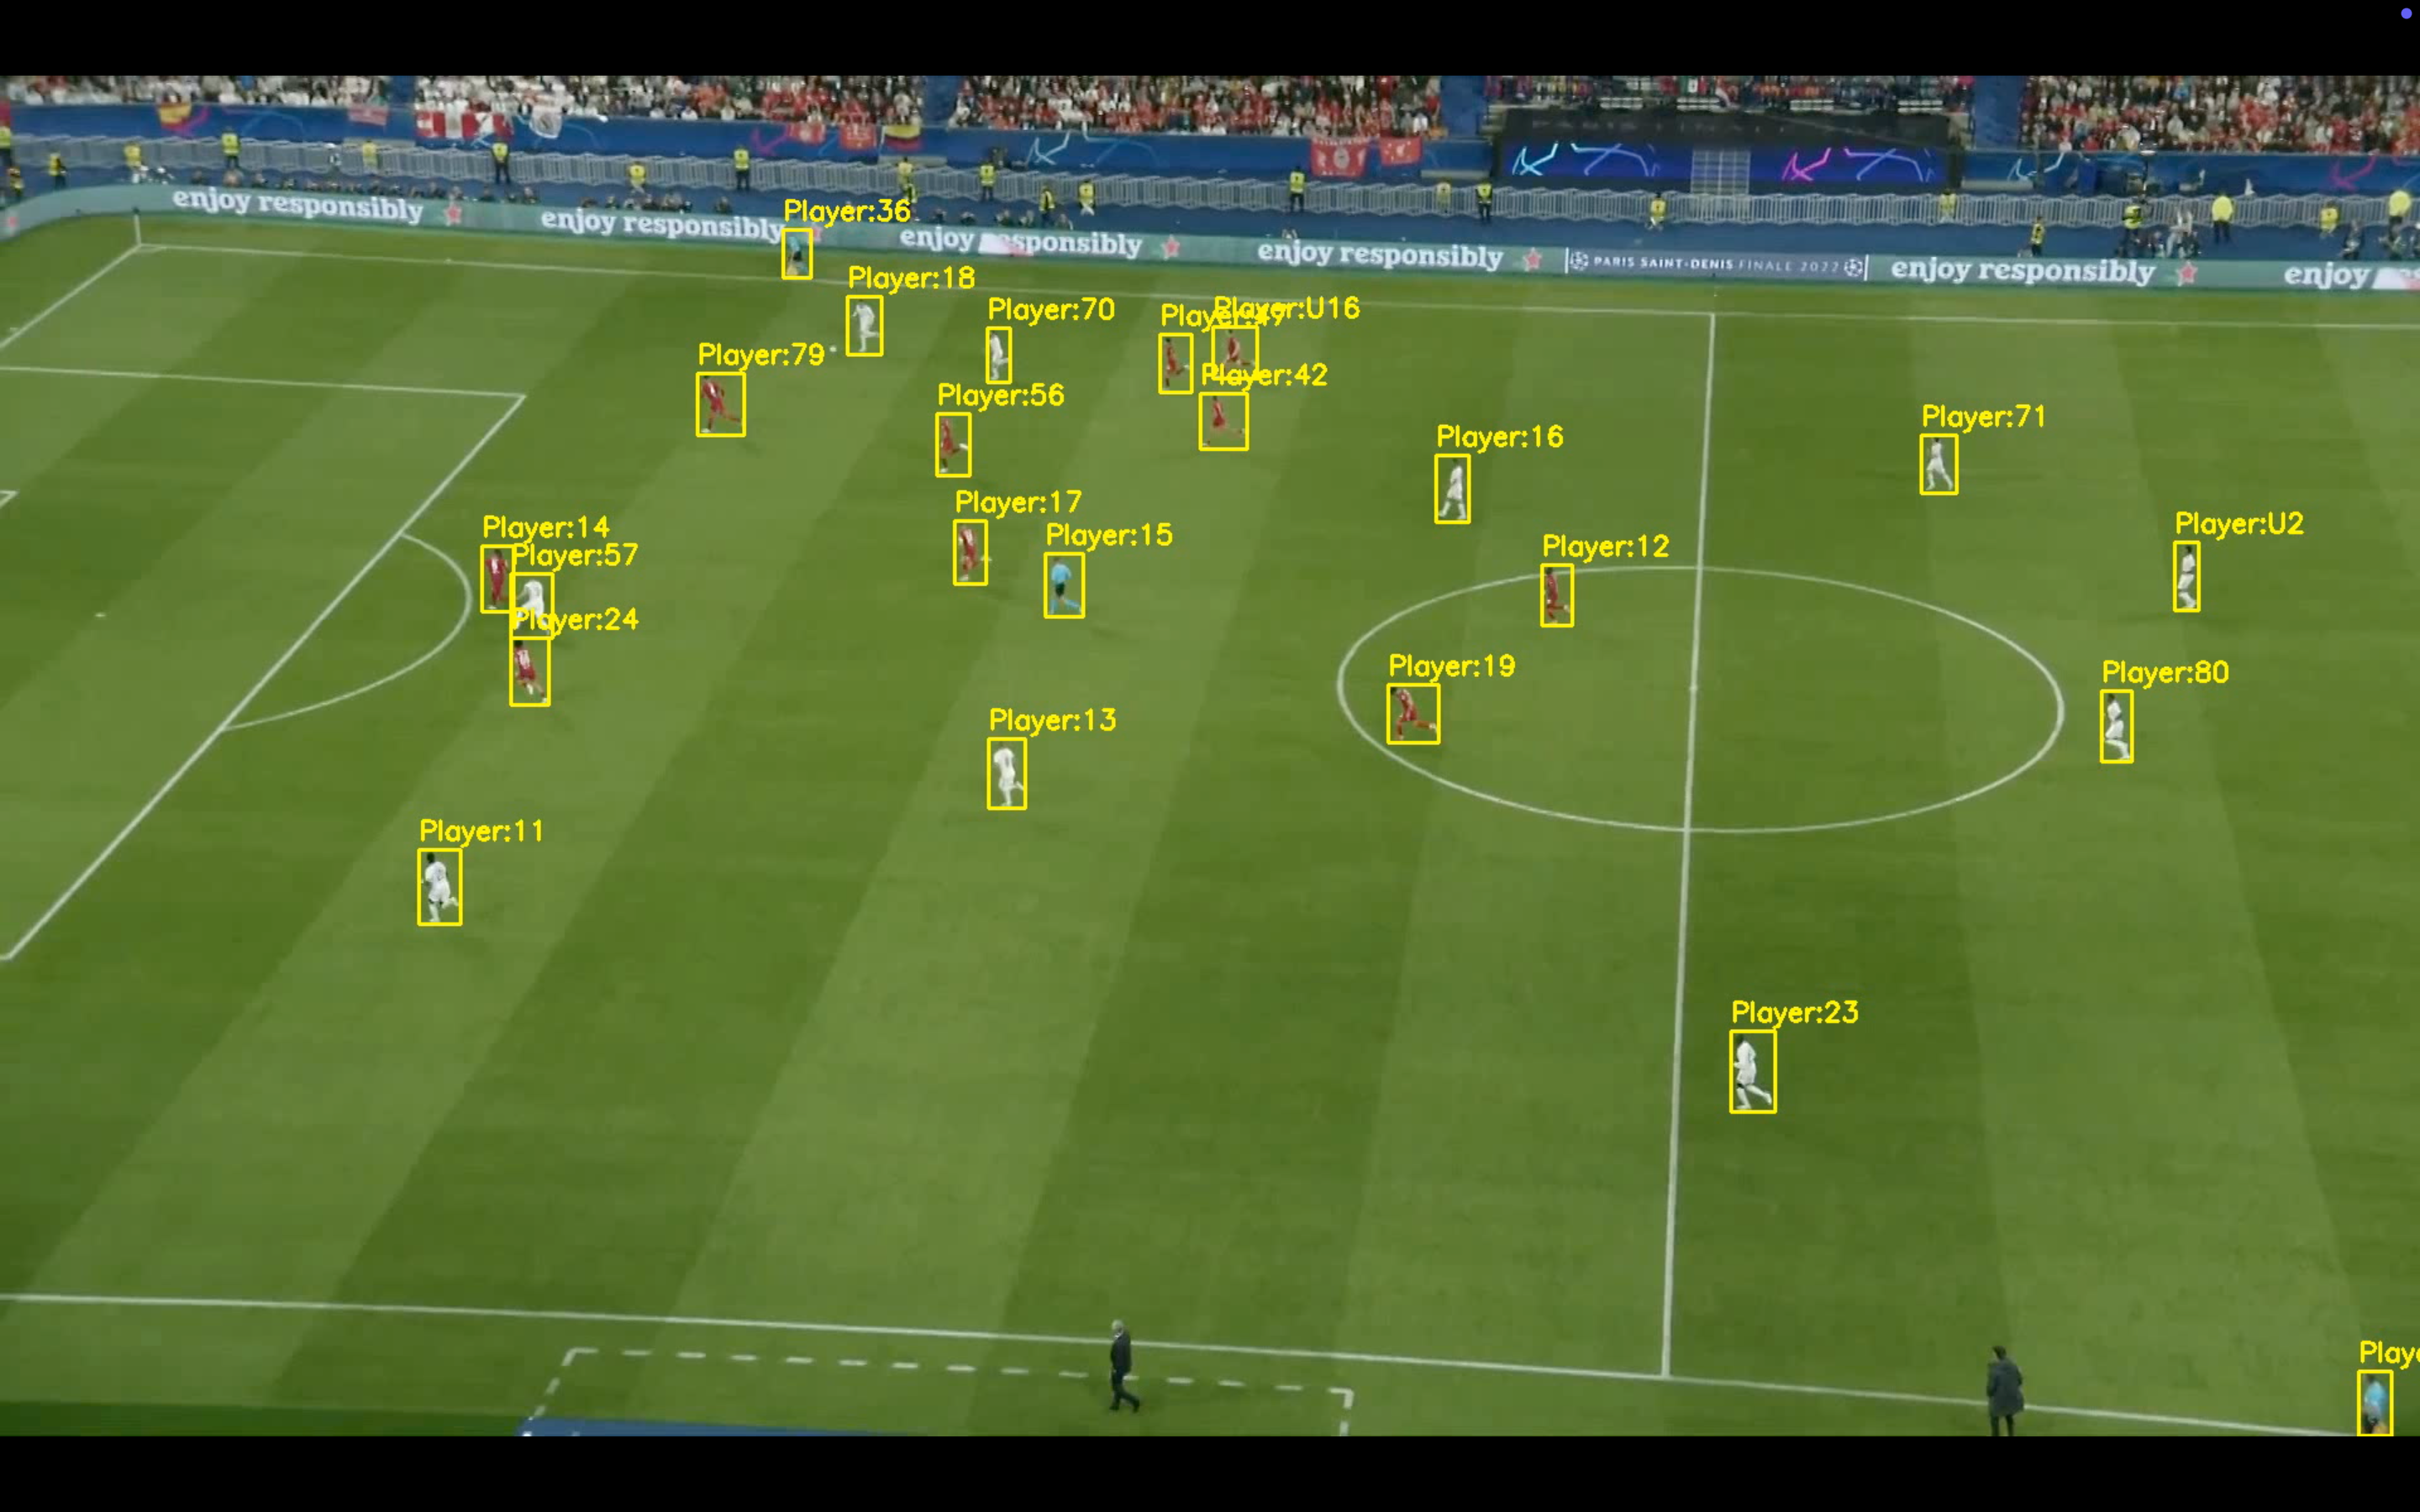 enjoy responsibly
enjoy responsibly
enjoy responsibly
enjoy responsibly
PARIS SAINT-DENIS FINALE 2022
enjoy responsibly
enjoy
Player:36
Player:18
Player:70
Player:U16
Player:79
Player:42
Player:56
Player:71
Player:16
Player:17
Player:U2
Player:14
Player:15
Player:12
Player:57
Player:24
Player:19
Player:80
Player:13
Player:11
Player:23